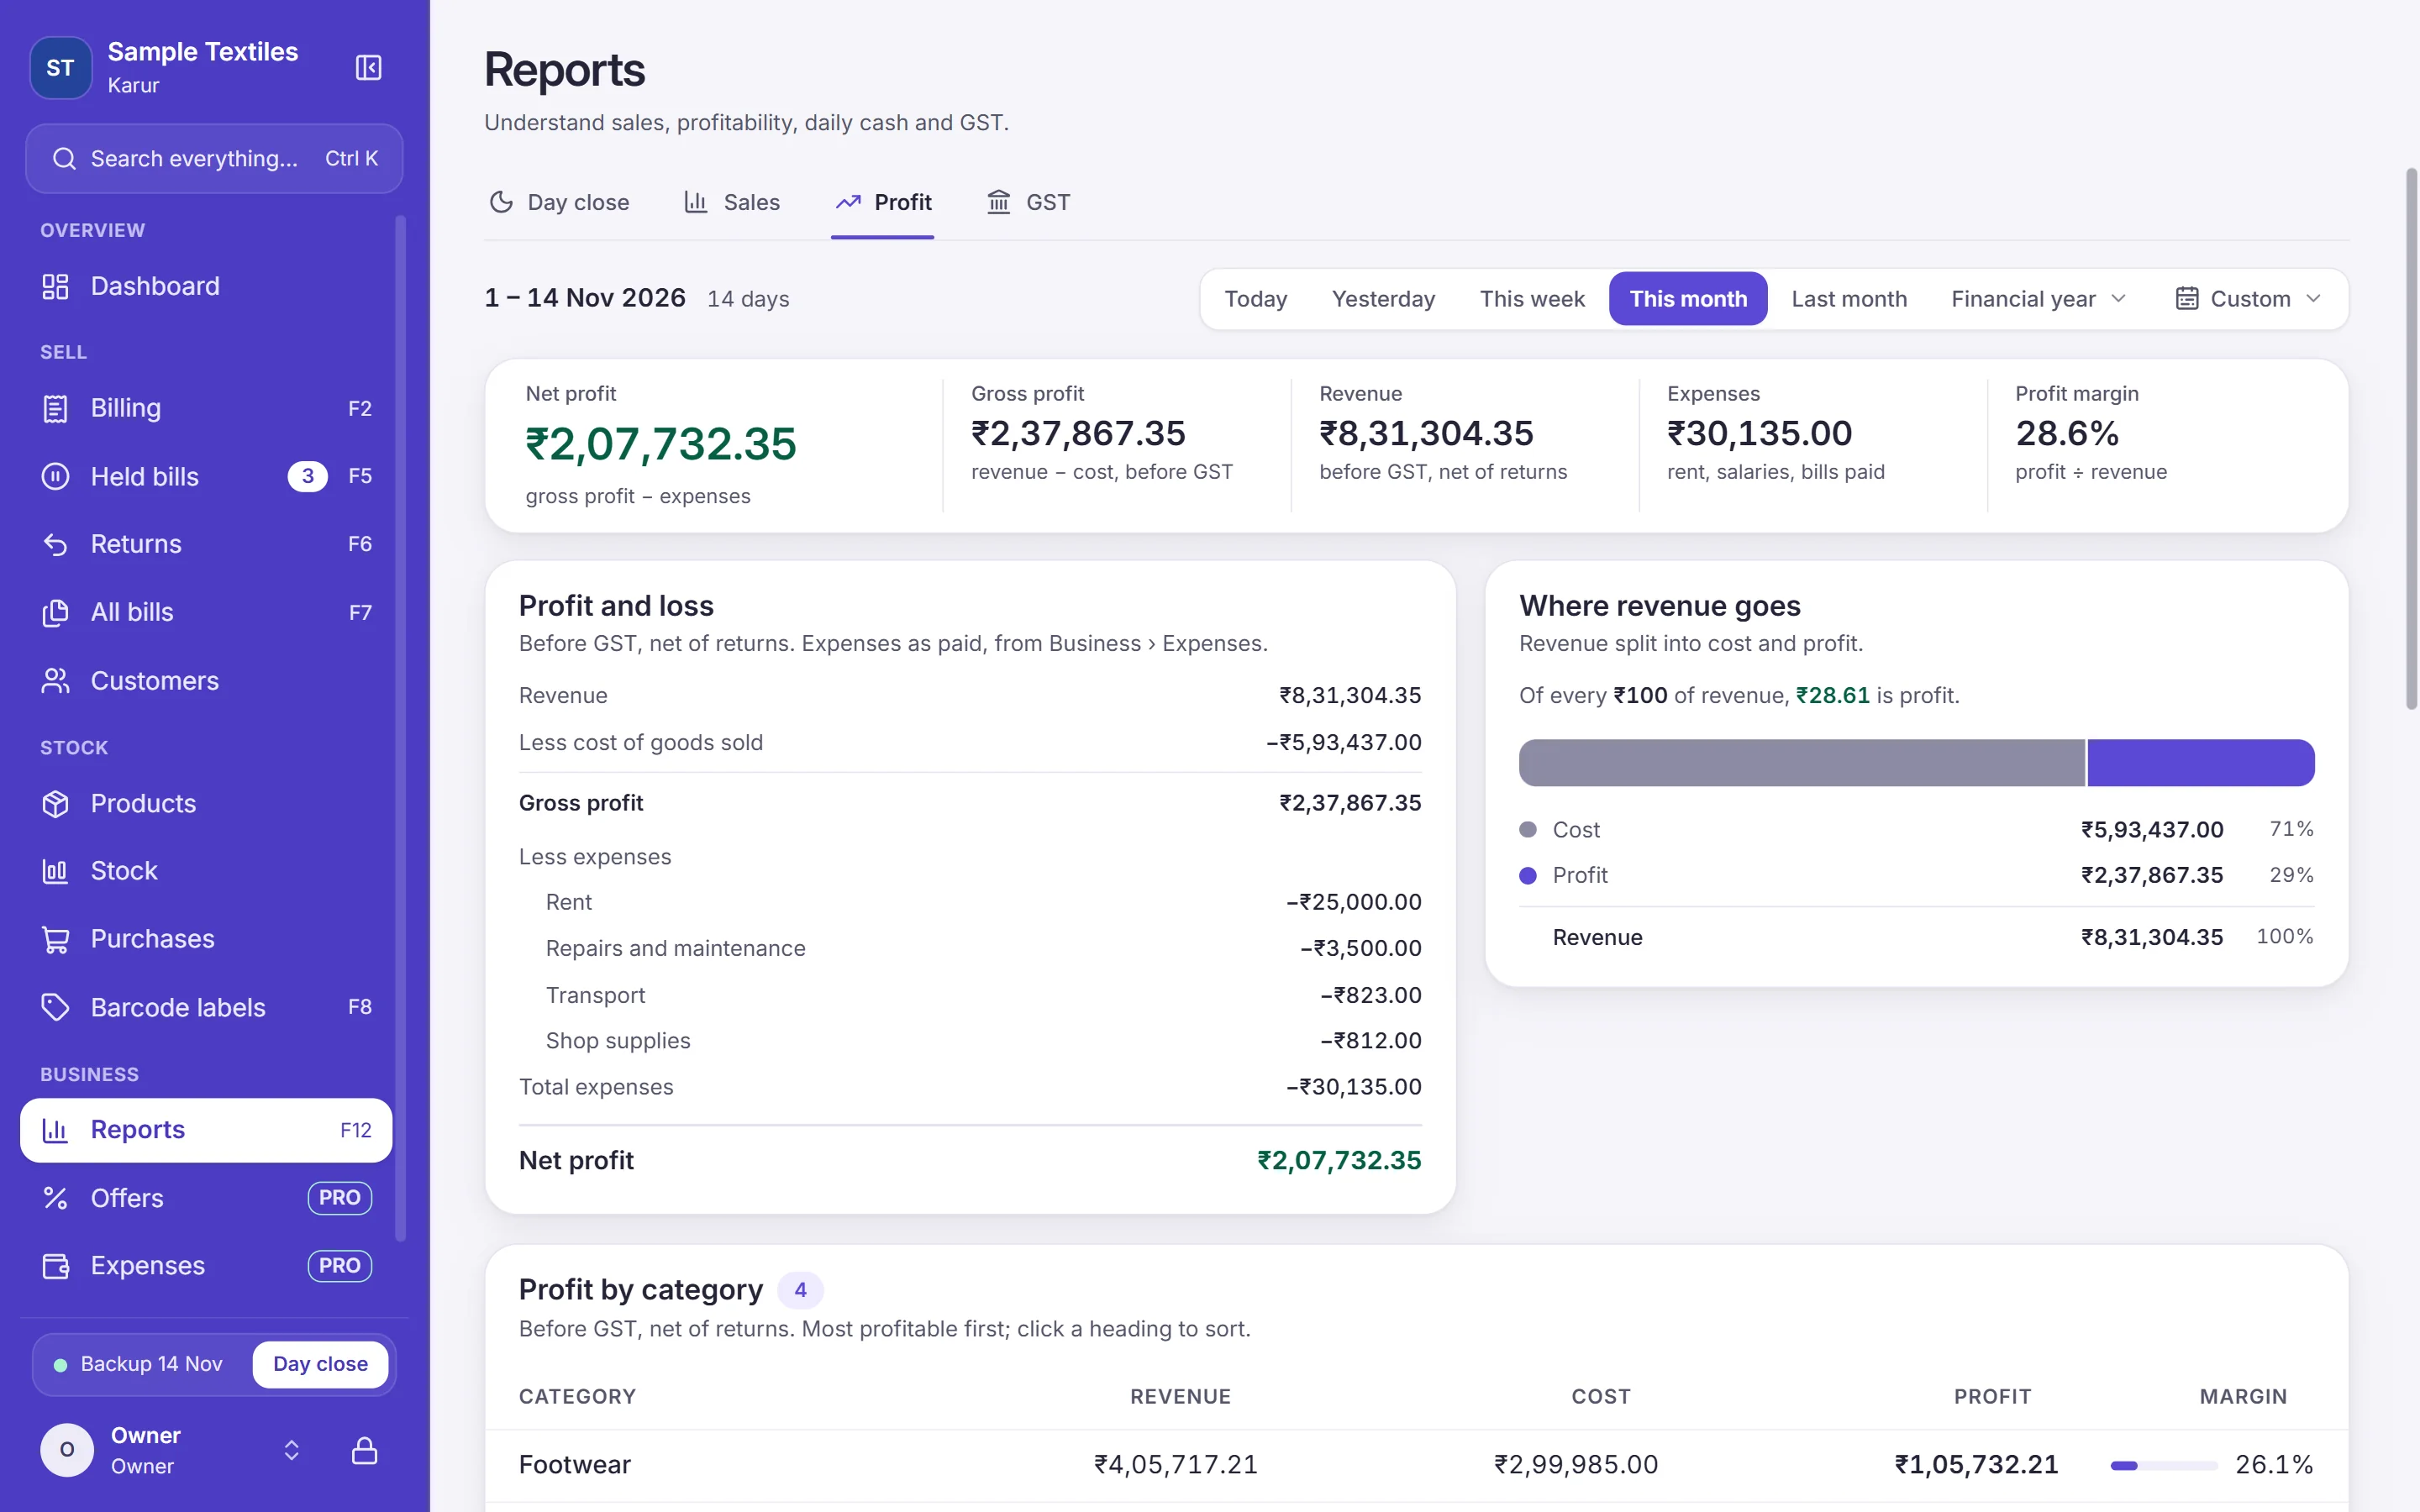 ST
Sample Textiles
Karur
Search everything... Ctrl K
OVERVIEW
Dashboard
SELL
Billing F2
Held bills 3 F5
Returns F6
All bills F7
Customers
STOCK
Products
Stock
Purchases
Barcode labels F8
BUSINESS
Reports F12
Offers PRO
Expenses PRO
Backup 14 Nov Day close
O
Owner
Owner
Reports
Understand sales, profitability, daily cash and GST.
Day close Sales Profit GST
1 – 14 Nov 2026 14 days
Today Yesterday This week This month Last month Financial year Custom
Net profit
₹2,07,732.35
gross profit − expenses
Gross profit
₹2,37,867.35
revenue − cost, before GST
Revenue
₹8,31,304.35
before GST, net of returns
Expenses
₹30,135.00
rent, salaries, bills paid
Profit margin
28.6%
profit ÷ revenue
Profit and loss
Before GST, net of returns. Expenses as paid, from Business › Expenses.
Revenue ₹8,31,304.35
Less cost of goods sold −₹5,93,437.00
Gross profit ₹2,37,867.35
Less expenses
Rent −₹25,000.00
Repairs and maintenance −₹3,500.00
Transport −₹823.00
Shop supplies −₹812.00
Total expenses −₹30,135.00
Net profit ₹2,07,732.35
Where revenue goes
Revenue split into cost and profit.
Of every ₹100 of revenue, ₹28.61 is profit.
Cost ₹5,93,437.00 71%
Profit ₹2,37,867.35 29%
Revenue ₹8,31,304.35 100%
Profit by category 4
Before GST, net of returns. Most profitable first; click a heading to sort.
CATEGORY REVENUE COST PROFIT MARGIN
Footwear ₹4,05,717.21 ₹2,99,985.00 ₹1,05,732.21 26.1%